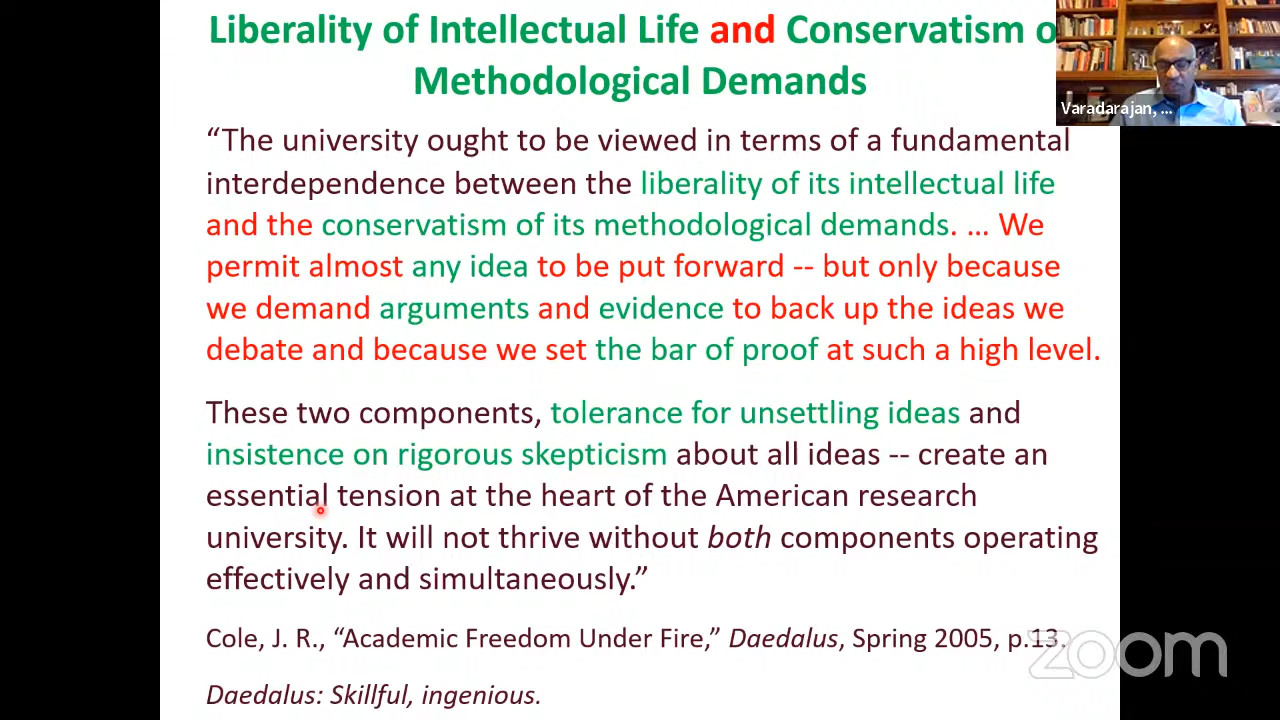 Liberality of Intellectual Life and Conservatism o
Methodological Demands
Varadarajan, ...
“The university ought to be viewed in terms of a fundamental
interdependence between the liberality of its intellectual life
and the conservatism of its methodological demands. … We
permit almost any idea to be put forward -- but only because
we demand arguments and evidence to back up the ideas we
debate and because we set the bar of proof at such a high level.
These two components, tolerance for unsettling ideas and
insistence on rigorous skepticism about all ideas -- create an
essential tension at the heart of the American research
university. It will not thrive without both components operating
effectively and simultaneously.”
Cole, J. R., “Academic Freedom Under Fire,” Daedalus, Spring 2005, p.13.
zoom
Daedalus: Skillful, ingenious.